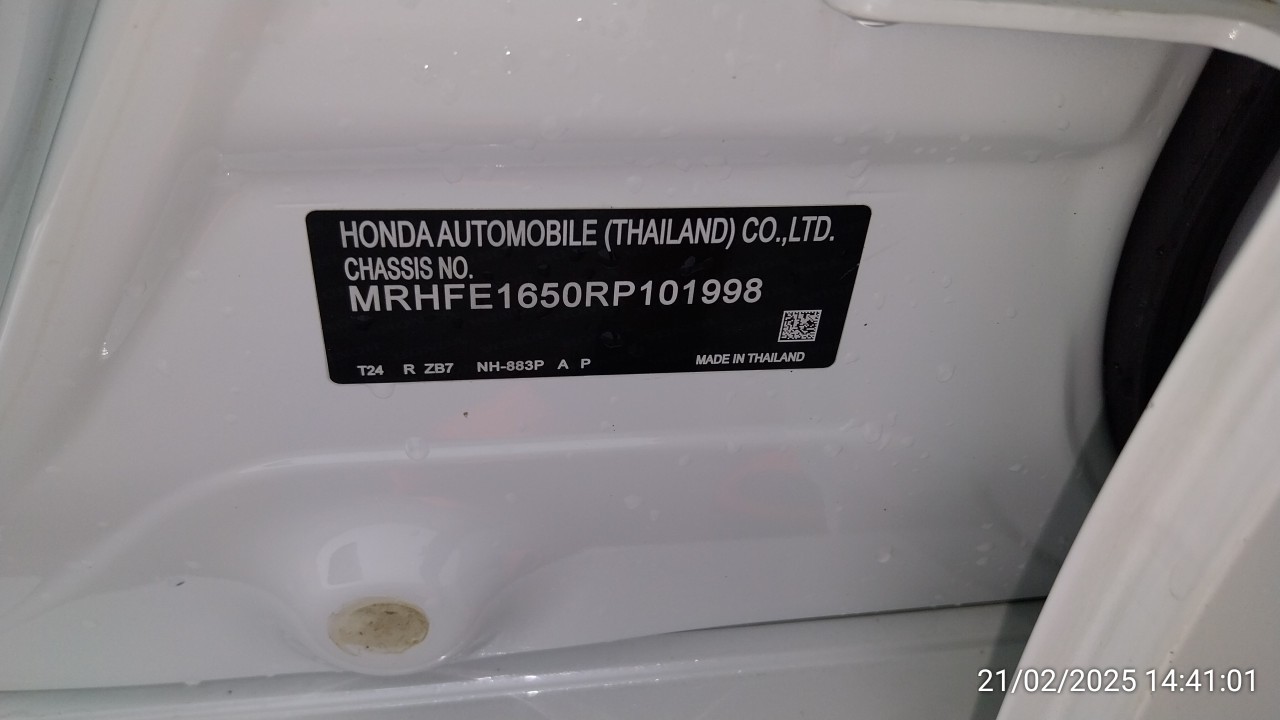 HONDA AUTOMOBILE (THAILAND) CO.,LTD.
CHASSIS NO.
MRHFE1650RP101998
T24 R ZB7 NH-883P A P MADE IN THAILAND
21/02/2025 14:41:01